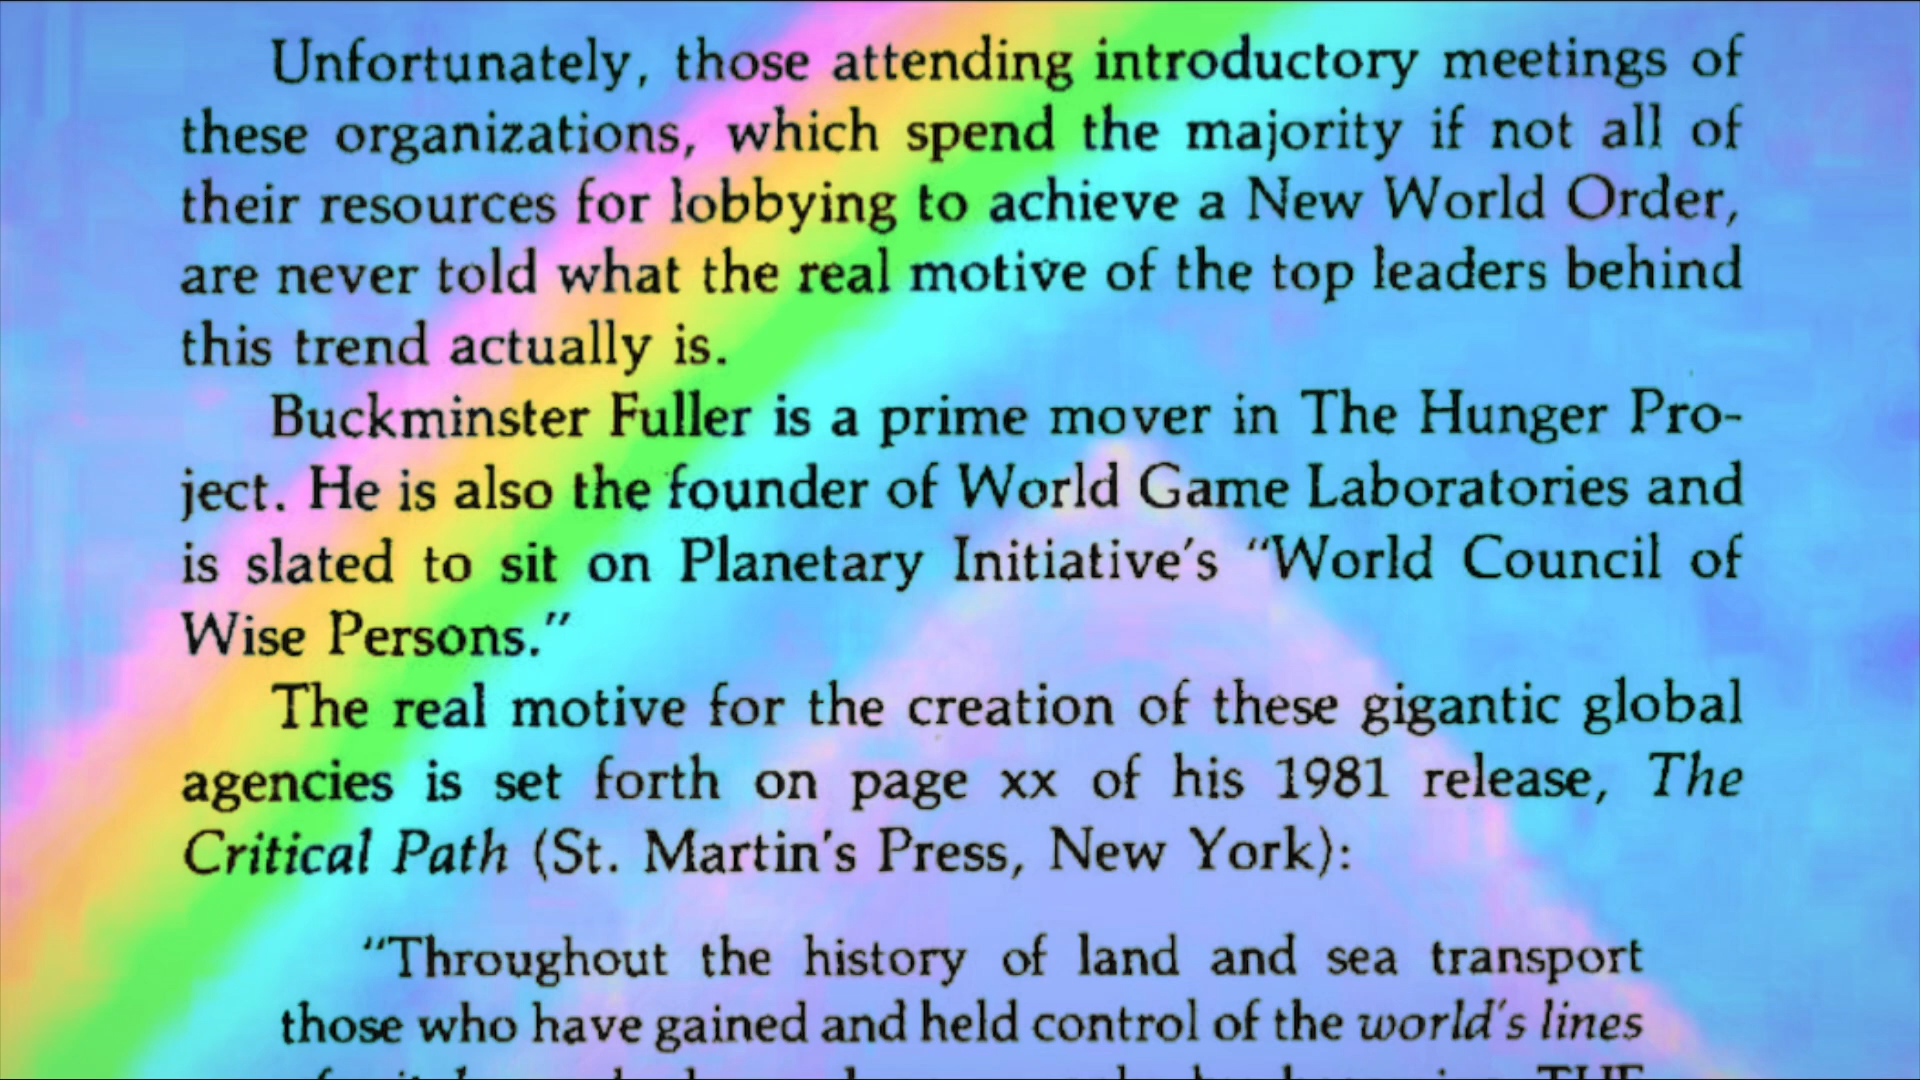 Unfortunately, those attending introductory meetings of
these organizations, which spend the majority if not all of
their resources for lobbying to achieve a New World Order,
are never told what the real motive of the top leaders behind
this trend actually is.
Buckminster Fuller is a prime mover in The Hunger Pro-
ject. He is also the founder of World Game Laboratories and
is slated to sit on Planetary Initiative's "World Council of
Wise Persons."
The real motive for the creation of these gigantic global
agencies is set forth on page xx of his 1981 release, The
Critical Path (St. Martin's Press, New York):
"Throughout the history of land and sea transport
those who have gained and held control of the world's lines